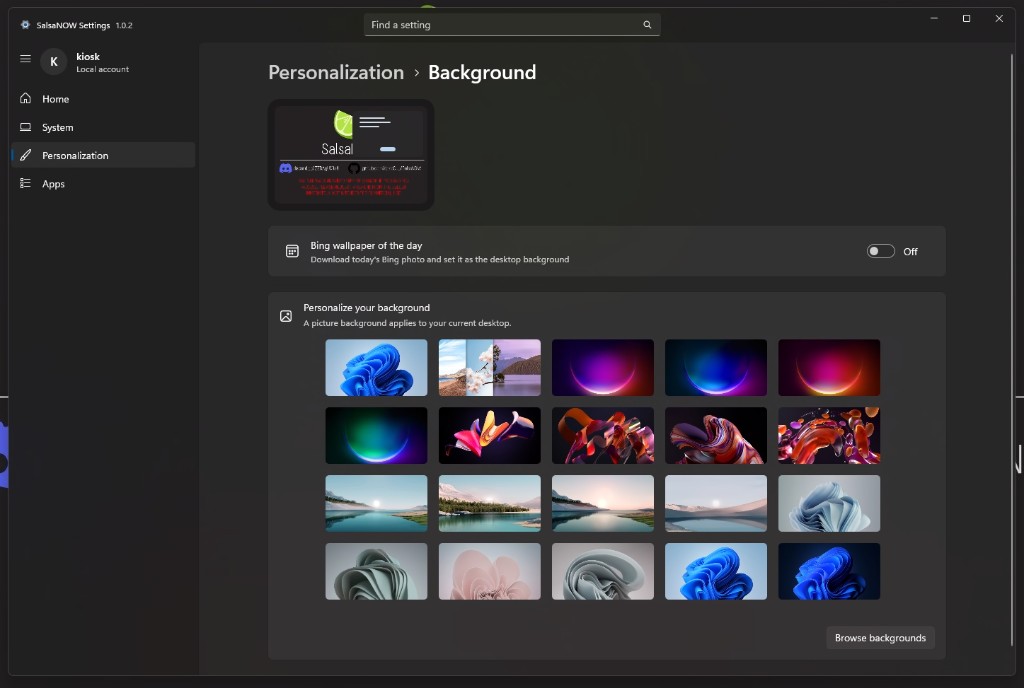 SalsaNOW Settings 1.0.2
Find a setting
K
kiosk
Local account
Home
System
Personalization
Apps
Personalization › Background
Salsal
Bing wallpaper of the day
Download today's Bing photo and set it as the desktop background
Off
Personalize your background
A picture background applies to your current desktop.
Browse backgrounds